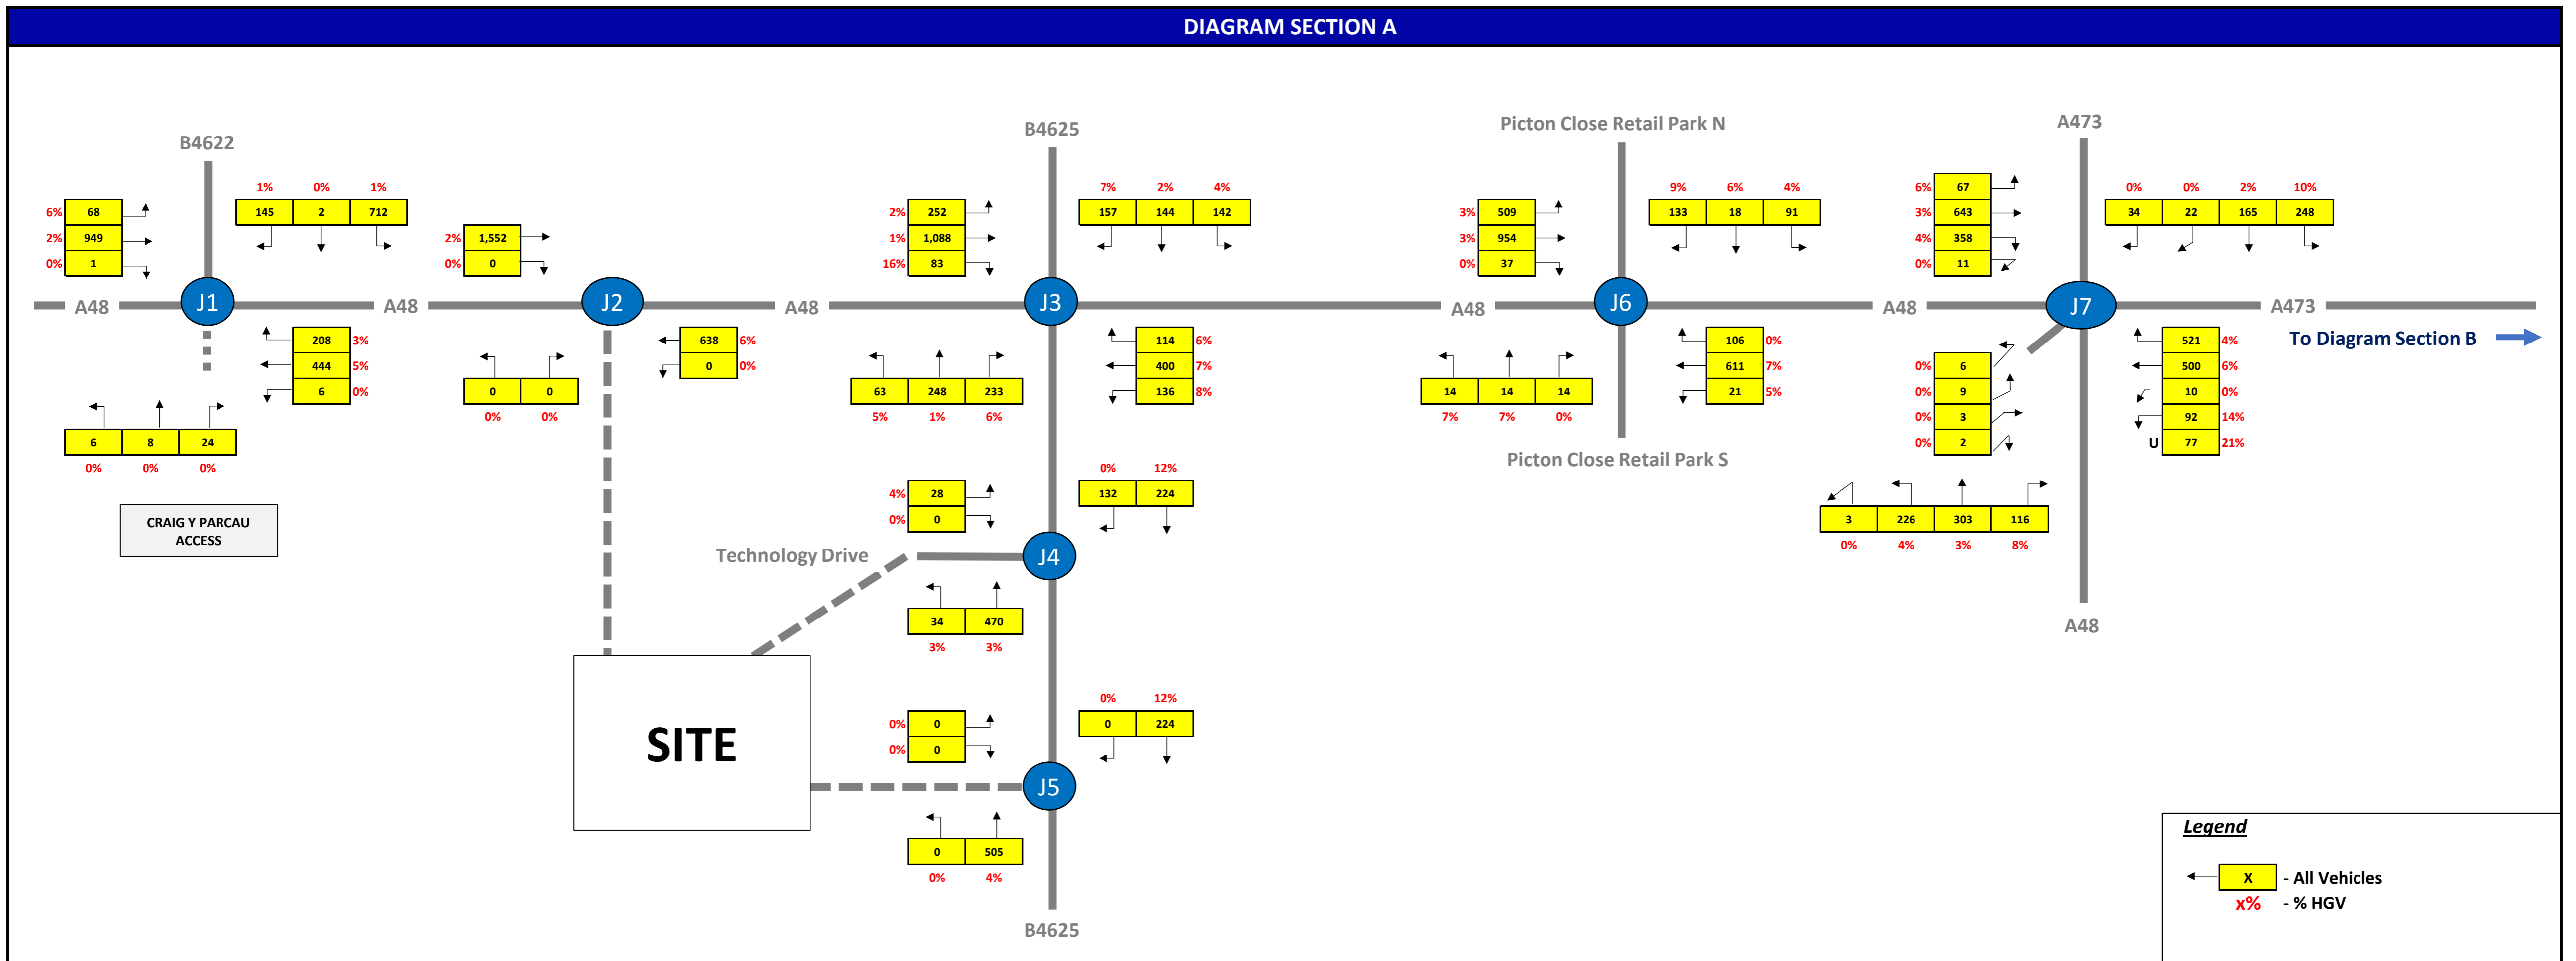 DIAGRAM SECTION A
B4622
6% 68
2% 949
0% 1
1% 0% 1%
145 2 712
A48
J1
A48
208 3%
444 5%
6 0%
6 8 24
0% 0% 0%
CRAIG Y PARCAU
ACCESS
2% 1,552
0% 0
J2
A48
638 6%
0 0%
0 0
0% 0%
B4625
2% 252
1% 1,088
16% 83
7% 2% 4%
157 144 142
J3
63 248 233
5% 1% 6%
114 6%
400 7%
136 8%
4% 28
0% 0
0% 12%
132 224
Technology Drive
J4
34 470
3% 3%
SITE
0% 0
0% 0
0% 12%
0 224
J5
0 505
0% 4%
B4625
Picton Close Retail Park N
3% 509
3% 954
0% 37
9% 6% 4%
133 18 91
A48
J6
A48
14 14 14
7% 7% 0%
106 0%
611 7%
21 5%
Picton Close Retail Park S
A473
6% 67
3% 643
4% 358
0% 11
0% 0% 2% 10%
34 22 165 248
J7
A473
To Diagram Section B
0% 6
0% 9
0% 3
0% 2
521 4%
500 6%
10 0%
92 14%
U 77 21%
3 226 303 116
0% 4% 3% 8%
A48
Legend
X - All Vehicles
x% - % HGV